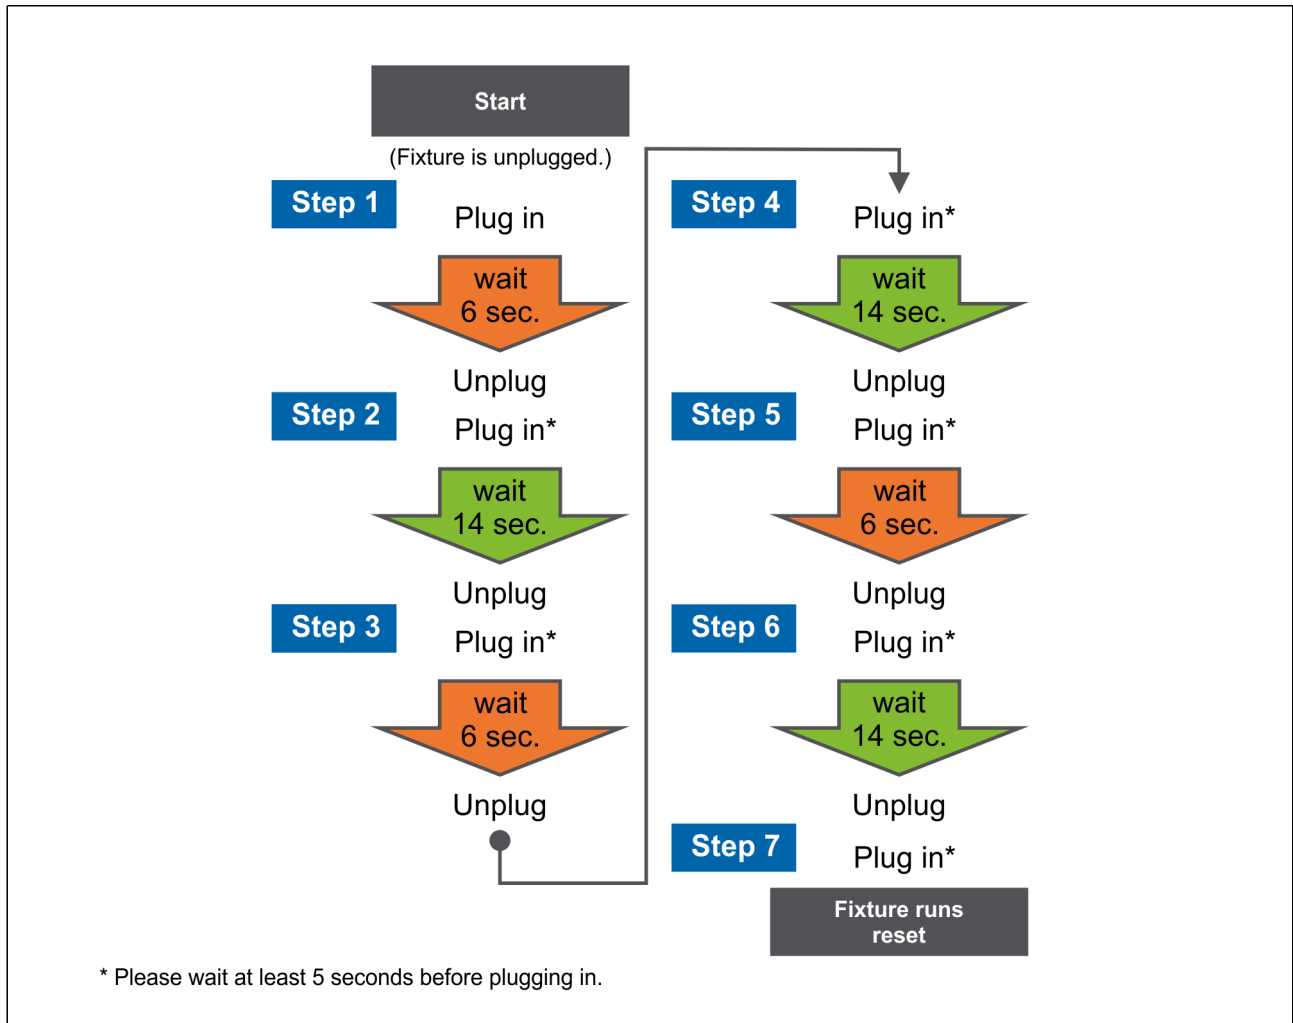 Start
(Fixture is unplugged.)
Step 1
Plug in
wait
6 sec.
Unplug
Step 2
Plug in*
wait
14 sec.
Unplug
Step 3
Plug in*
wait
6 sec.
Unplug
Step 4
Plug in*
wait
14 sec.
Unplug
Step 5
Plug in*
wait
6 sec.
Unplug
Step 6
Plug in*
wait
14 sec.
Unplug
Step 7
Plug in*
Fixture runs
reset
* Please wait at least 5 seconds before plugging in.